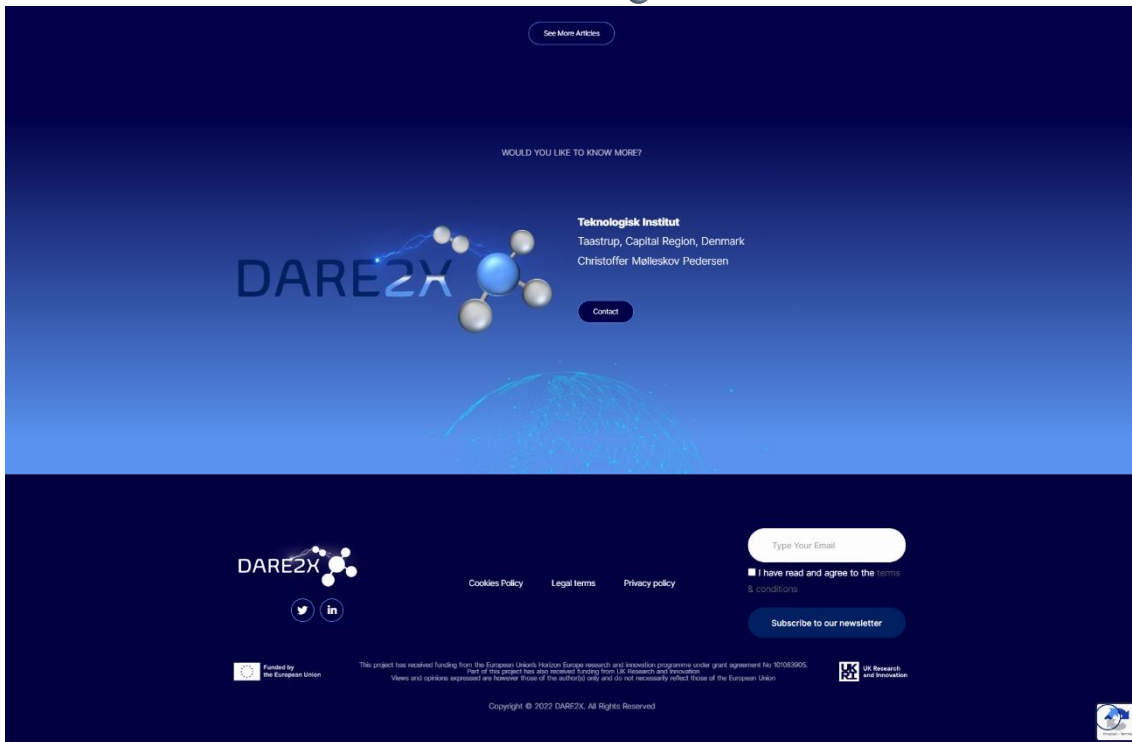 See More Articles
WOULD YOU LIKE TO KNOW MORE?
DARE2X
Teknologisk Institut
Taastrup, Capital Region, Denmark
Christoffer Mølleskov Pedersen
Contact
DARE2X
Cookies Policy
Legal terms
Privacy policy
Type Your Email
I have read and agree to the terms
& conditions
Subscribe to our newsletter
Funded by
the European Union
This project has received funding from the European Union's Horizon Europe research and innovation programme under grant agreement No 101083905.
Part of this project has also received funding from UK Research and Innovation
Views and opinions expressed are however those of the author(s) only and do not necessarily reflect those of the European Union
UK
RI
UK Research
and Innovation
Copyright © 2022 DARE2X. All Rights Reserved